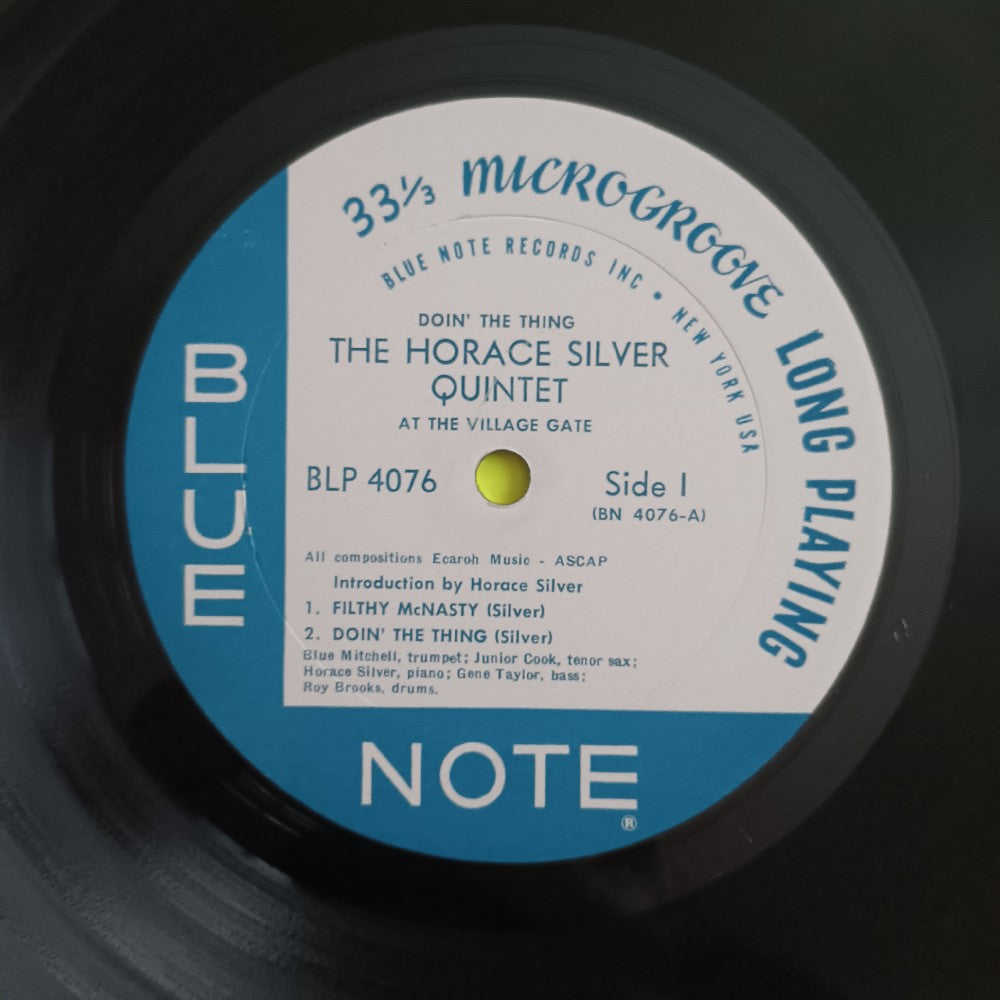 33⅓ MICROGROOVE LONG PLAYING
BLUE NOTE RECORDS INC • NEW YORK USA
DOIN' THE THING
THE HORACE SILVER
QUINTET
AT THE VILLAGE GATE
BLP 4076
Side 1
(BN 4076-A)
All compositions Ecaroh Music - ASCAP
Introduction by Horace Silver
1. FILTHY McNASTY (Silver)
2. DOIN' THE THING (Silver)
Blue Mitchell, trumpet; Junior Cook, tenor sax;
Horace Silver, piano; Gene Taylor, bass;
Roy Brooks, drums.
BLUE
NOTE
®